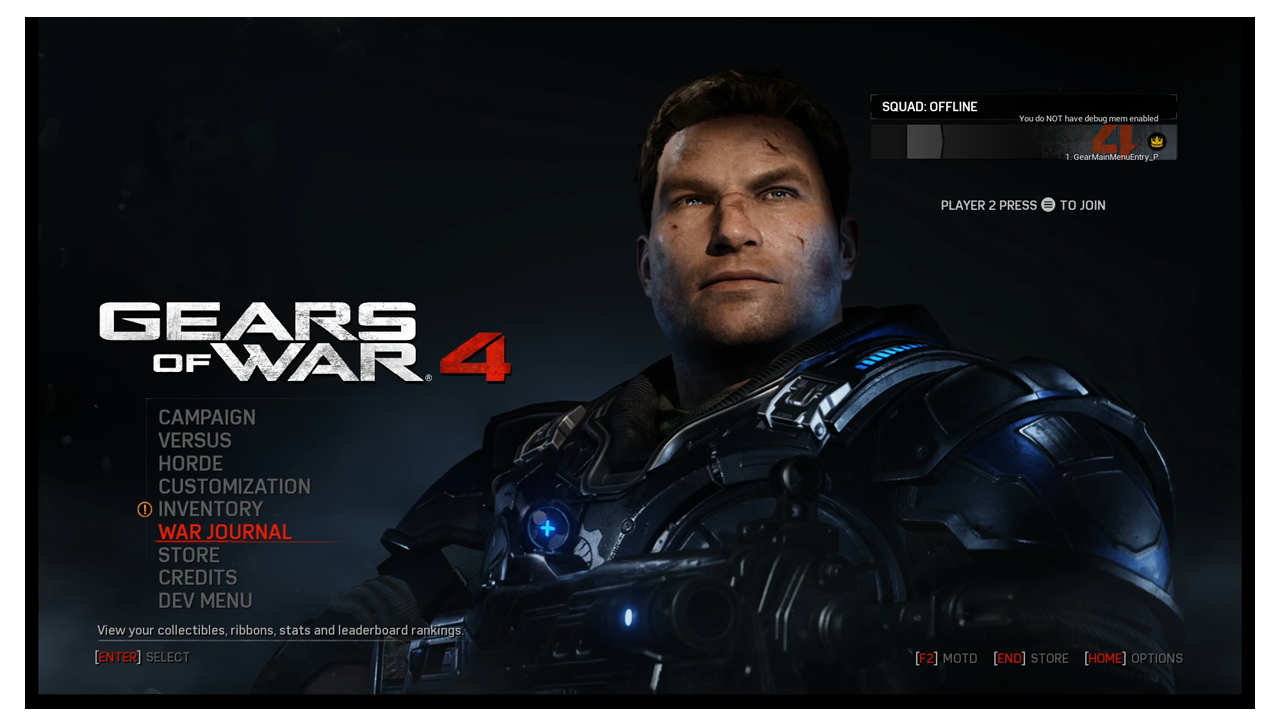 SQUAD: OFFLINE
You do NOT have debug mem enabled
4
1. GearMainMenuEntry_P
PLAYER 2 PRESS TO JOIN
GEARS
OF WAR® 4
CAMPAIGN
VERSUS
HORDE
CUSTOMIZATION
! INVENTORY
WAR JOURNAL
STORE
CREDITS
DEV MENU
View your collectibles, ribbons, stats and leaderboard rankings.
[ENTER] SELECT
[F2] MOTD [END] STORE [HOME] OPTIONS